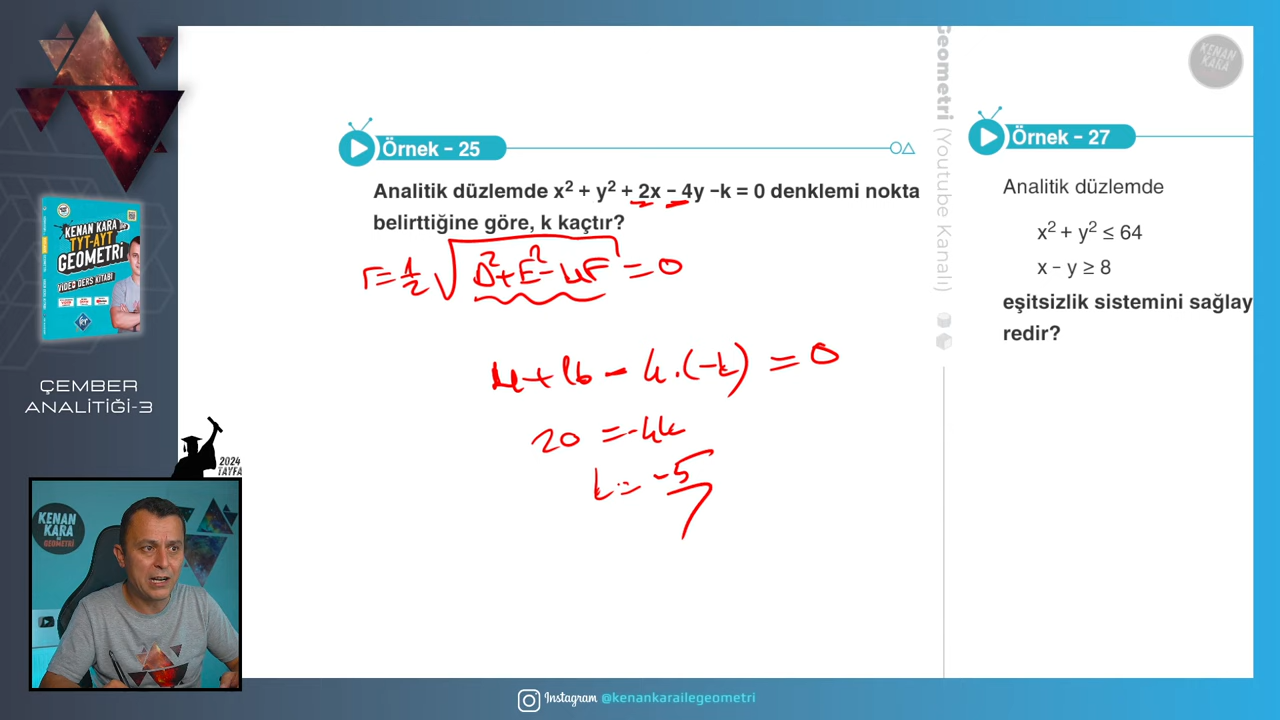 Örnek - 25
Analitik düzlemde x² + y² + 2x - 4y -k = 0 denklemi nokta
belirttiğine göre, k kaçtır?
r = 1/2 √(D²+E²-4F) = 0
4+16 - 4.(-k) = 0
20 = -4k
k = -5
Geometri (Youtube Kanalı)
KENAN
KARA
Örnek - 27
Analitik düzlemde
x² + y² ≤ 64
x - y ≥ 8
eşitsizlik sistemini sağlay
redir?
KENAN KARA
TYT-AYT
GEOMETRİ
VİDEO DERS KİTABI
ÇEMBER
ANALİTİĞİ-3
2024
TAYFA
KENAN
KARA
GEOMETRİ
Instagram @kenankarailegeometri